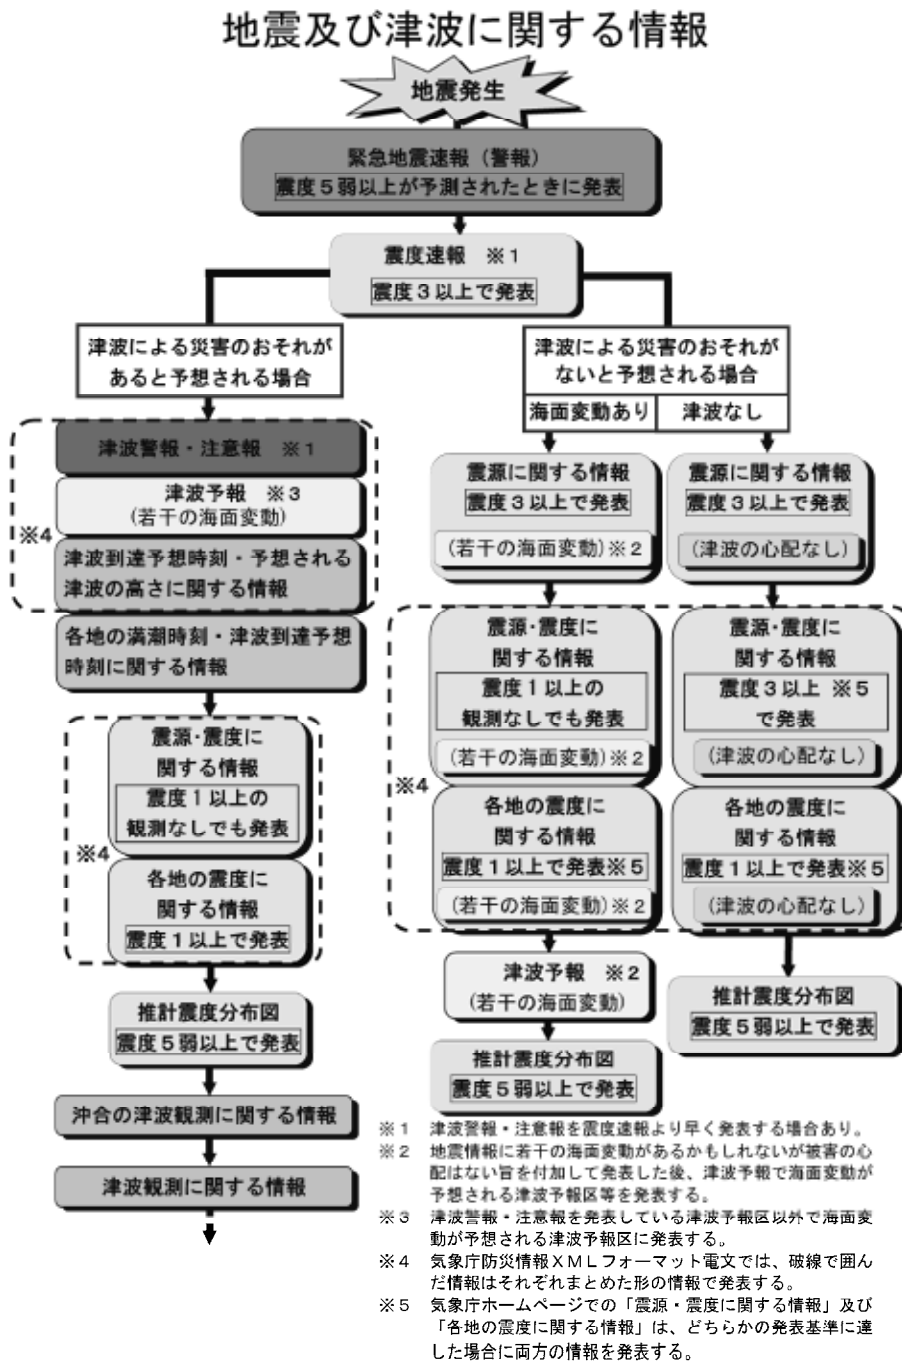 地震及び津波に関する情報
地震発生
緊急地震速報（警報）
震度５弱以上が予測されたときに発表
震度速報　※１
震度３以上で発表
津波による災害のおそれが
あると予想される場合
津波警報・注意報　※１
津波予報　※３
(若干の海面変動)
※4
津波到達予想時刻・予想される
津波の高さに関する情報
各地の満潮時刻・津波到達予想
時刻に関する情報
震源・震度に
関する情報
震度１以上の
観測なしでも発表
※4
各地の震度に
関する情報
震度１以上で発表
推計震度分布図
震度５弱以上で発表
沖合の津波観測に関する情報
津波観測に関する情報
津波による災害のおそれが
ないと予想される場合
海面変動あり
津波なし
震源に関する情報
震度３以上で発表
(若干の海面変動)※２
震源・震度に
関する情報
震度１以上の
観測なしでも発表
(若干の海面変動)※２
※4
各地の震度に
関する情報
震度１以上で発表※５
(若干の海面変動)※２
津波予報　※２
(若干の海面変動)
推計震度分布図
震度５弱以上で発表
震源に関する情報
震度３以上で発表
(津波の心配なし)
震源・震度に
関する情報
震度３以上　※５
で発表
(津波の心配なし)
各地の震度に
関する情報
震度１以上で発表※５
(津波の心配なし)
推計震度分布図
震度５弱以上で発表
※１　津波警報・注意報を震度速報より早く発表する場合あり。
※２　地震情報に若干の海面変動があるかもしれないが被害の心
配はない旨を付加して発表した後、津波予報で海面変動が
予想される津波予報区等を発表する。
※３　津波警報・注意報を発表している津波予報区以外で海面変
動が予想される津波予報区に発表する。
※４　気象庁防災情報ＸＭＬフォーマット電文では、破線で囲ん
だ情報はそれぞれまとめた形の情報で発表する。
※５　気象庁ホームページでの「震源・震度に関する情報」及び
「各地の震度に関する情報」は、どちらかの発表基準に達
した場合に両方の情報を発表する。